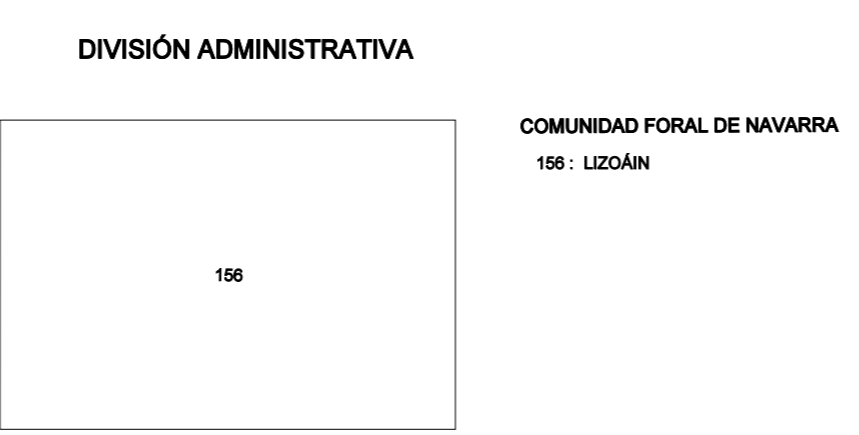 DIVISIÓN ADMINISTRATIVA
COMUNIDAD FORAL DE NAVARRA
156 : LIZOÁIN
156